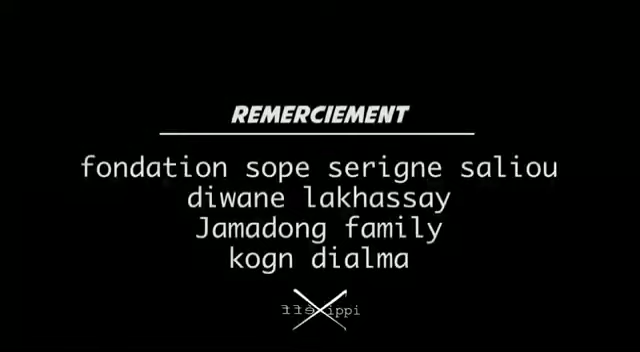 REMERCIEMENT
fondation sope serigne saliou
diwane lakhassay
Jamadong family
kogn dialma